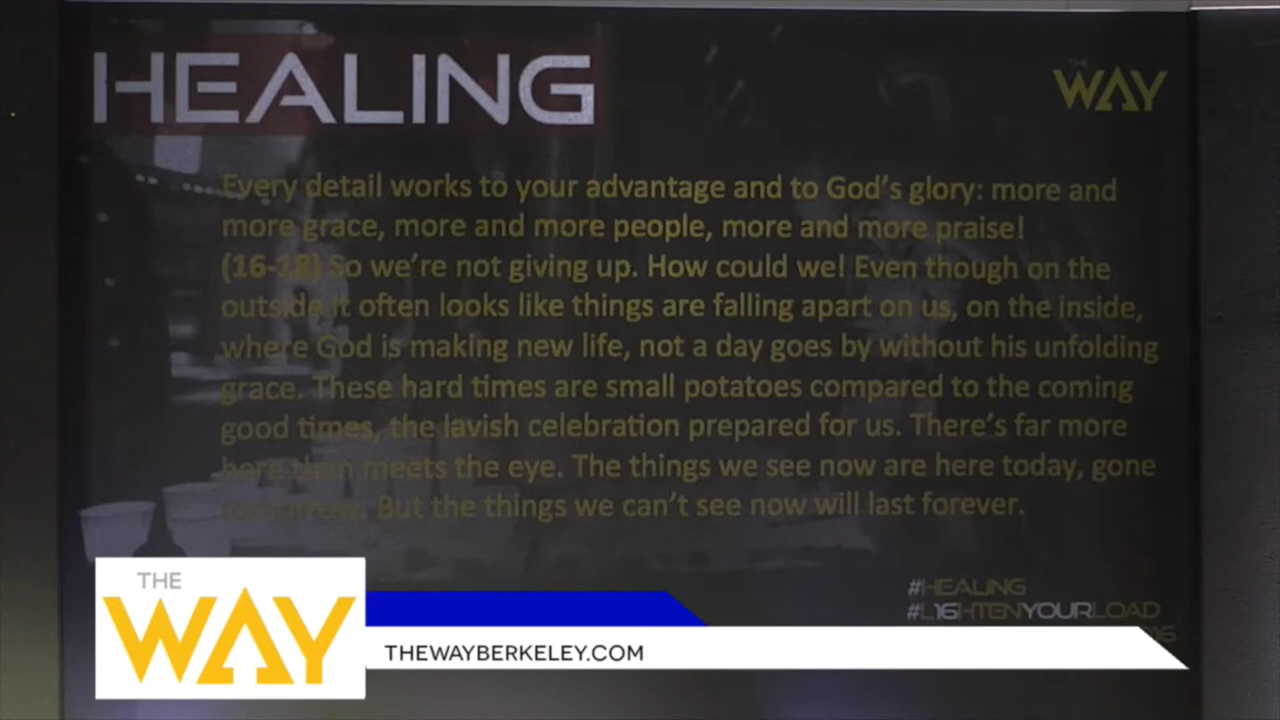 HEALING
THE
WAY
Every detail works to your advantage and to God's glory: more and
more grace, more and more people, more and more praise!
(16-18) So we're not giving up. How could we! Even though on the
outside it often looks like things are falling apart on us, on the inside,
where God is making new life, not a day goes by without his unfolding
grace. These hard times are small potatoes compared to the coming
good times, the lavish celebration prepared for us. There's far more
here than meets the eye. The things we see now are here today, gone
But the things we can't see now will last forever.
#HEALING
#L16HTENYOURLOAD
16
THE
WAY
THEWAYBERKELEY.COM